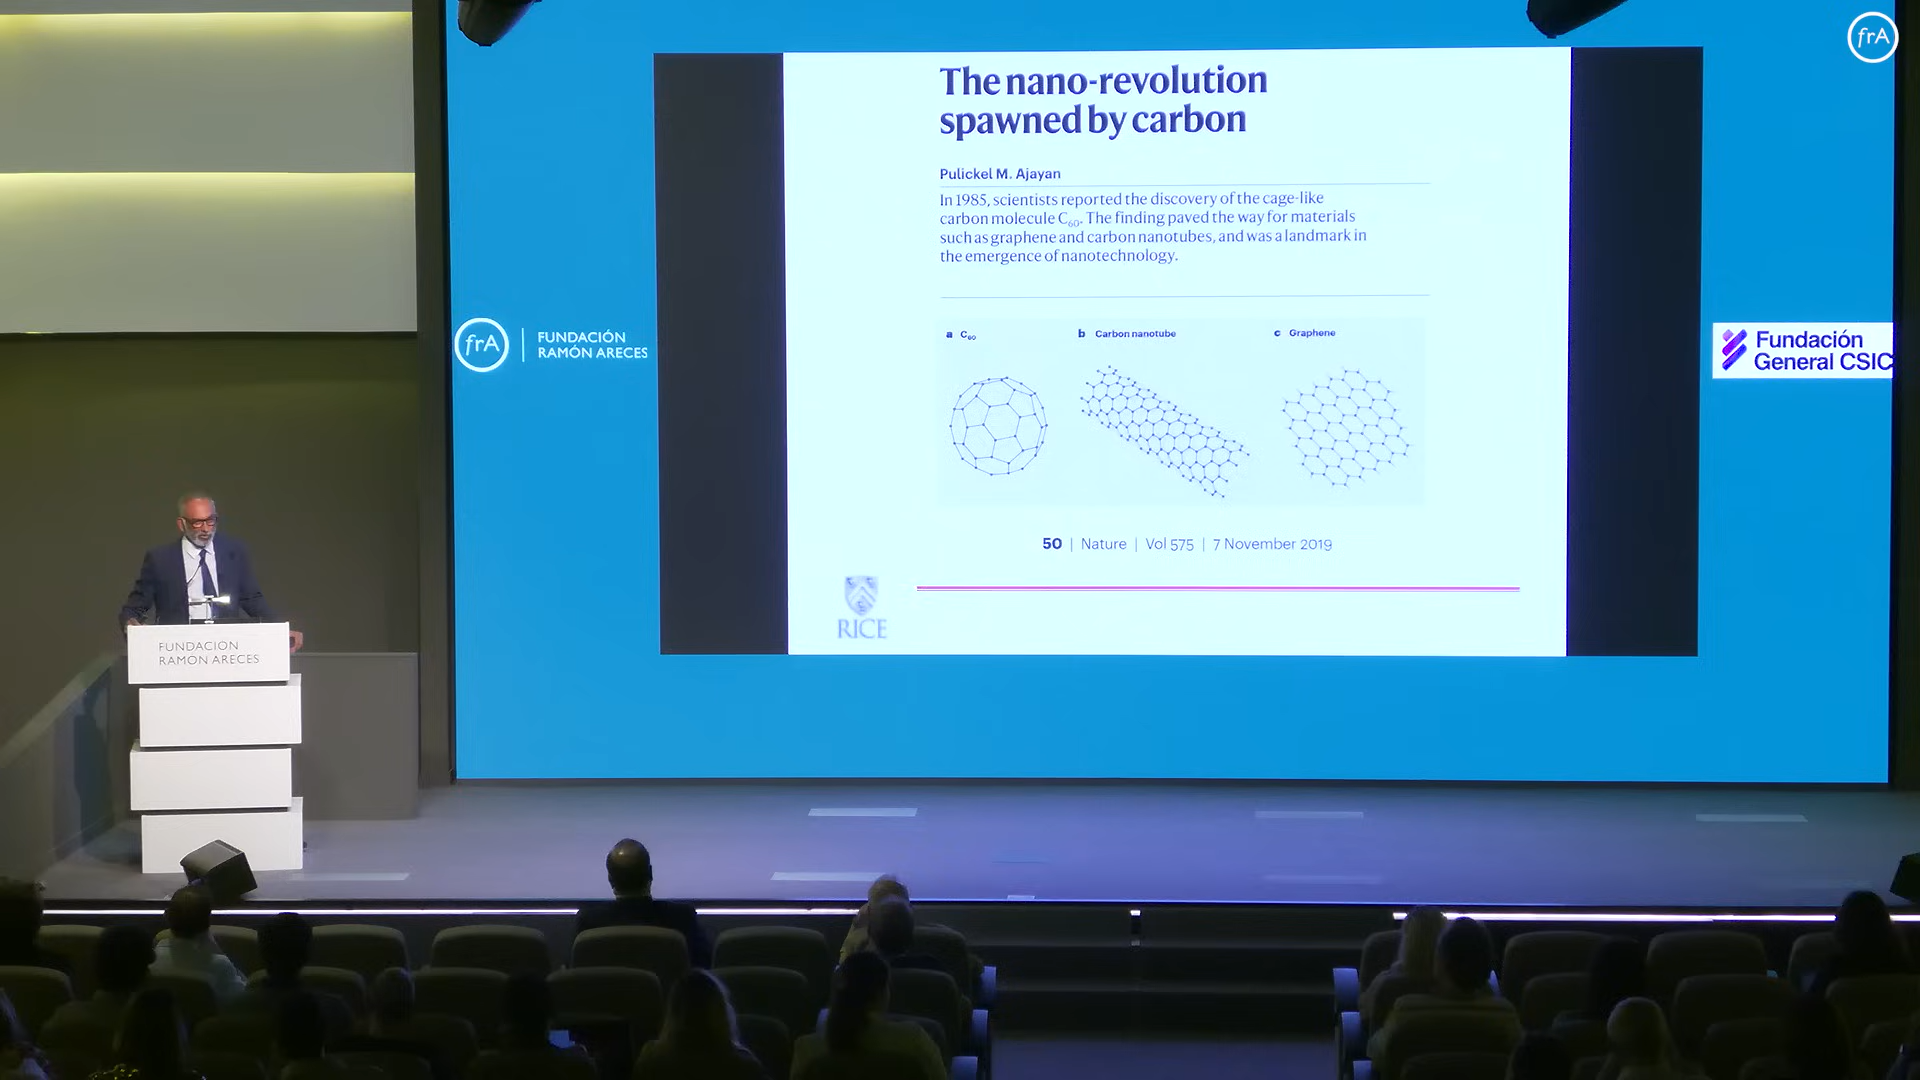 frA
The nano-revolution
spawned by carbon
Pulickel M. Ajayan
In 1985, scientists reported the discovery of the cage-like
carbon molecule C₆₀. The finding paved the way for materials
such as graphene and carbon nanotubes, and was a landmark in
the emergence of nanotechnology.
a C₆₀
b Carbon nanotube
c Graphene
50 | Nature | Vol 575 | 7 November 2019
RICE
frA | FUNDACIÓN
RAMÓN ARECES
Fundación
General CSIC
FUNDACION
RAMON ARECES